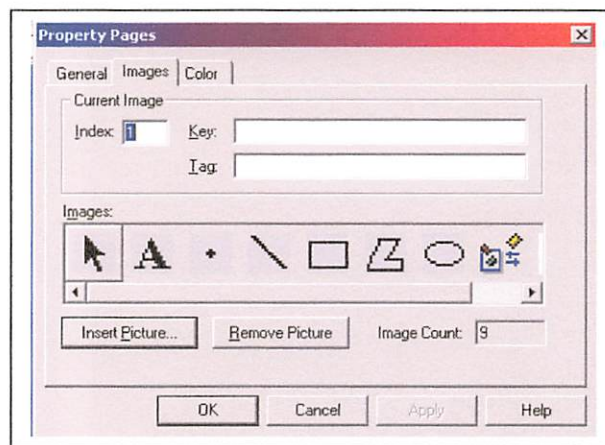 Property Pages
General Images Color
Current Image
Index: 1 Key:
Tag:
Images:
A
Insert Picture... Remove Picture Image Count: 9
OK Cancel Apply Help